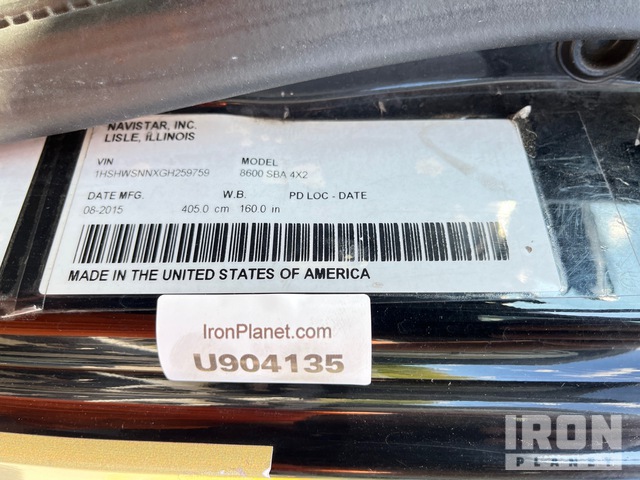 NAVISTAR, INC.
LISLE, ILLINOIS
VIN MODEL
1HSHWSNNXGH259759 8600 SBA 4X2
DATE MFG. W.B. PD LOC - DATE
08-2015 405.0 cm 160.0 in
MADE IN THE UNITED STATES OF AMERICA
IronPlanet.com
U904135
IRON
PLANET